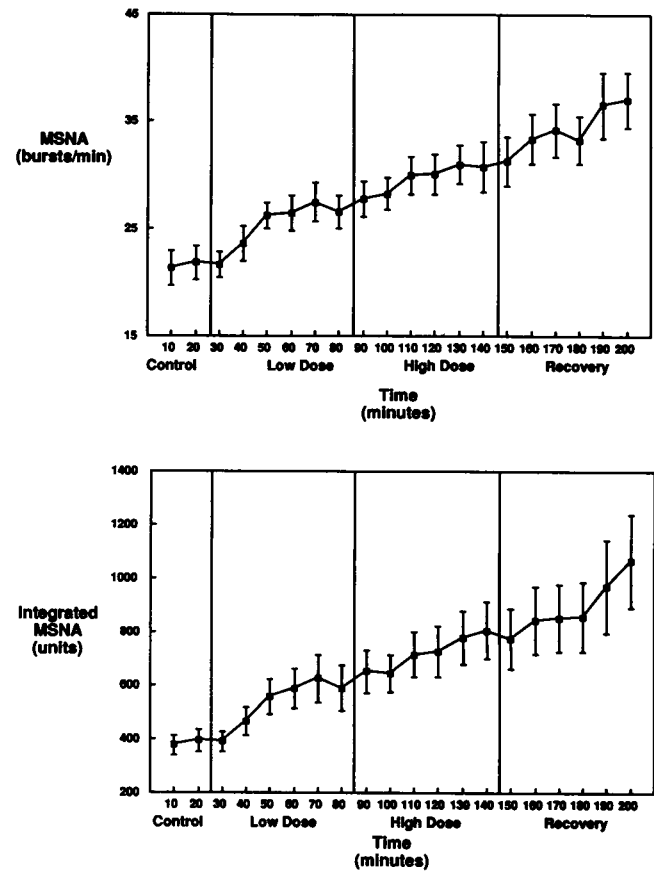 45
35
25
15
MSNA
(bursts/min)
10 20 30 40 50 60 70 80 90 100 110 120 130 140 150 160 170 180 190 200
Control Low Dose High Dose Recovery
Time
(minutes)
1400
1200
1000
800
600
400
200
Integrated
MSNA
(units)
10 20 30 40 50 60 70 80 90 100 110 120 130 140 150 160 170 180 190 200
Control Low Dose High Dose Recovery
Time
(minutes)